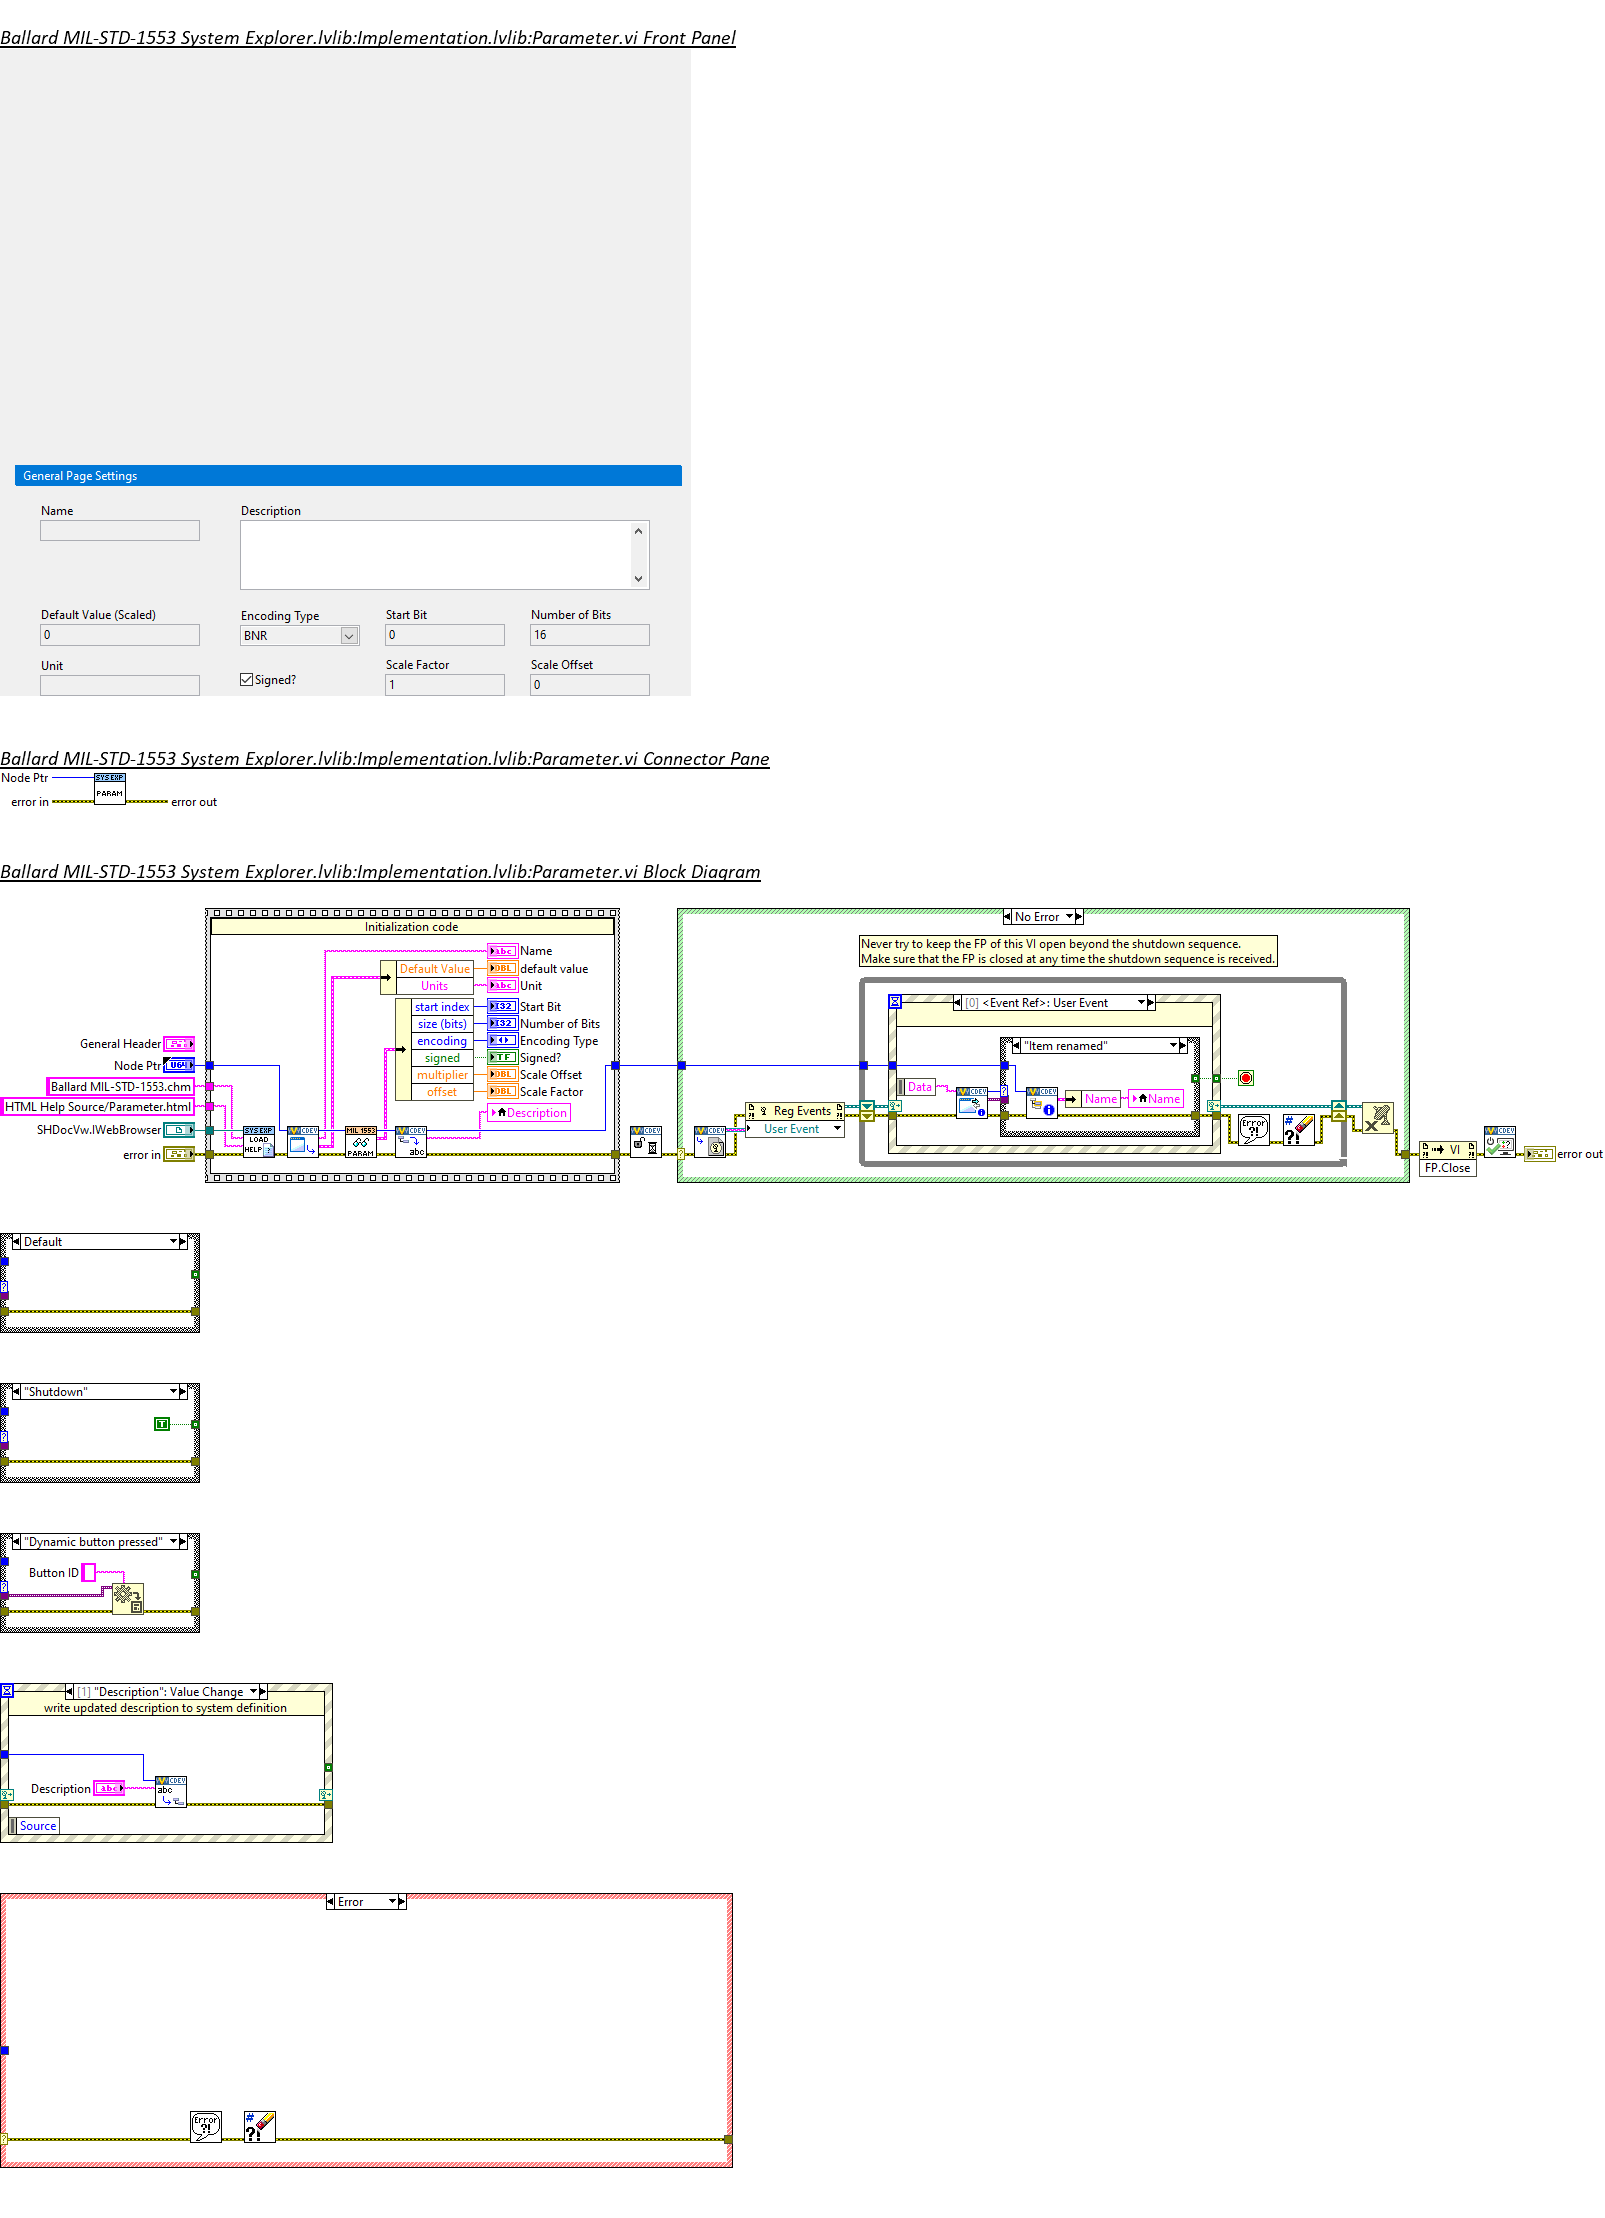 Ballard MIL-STD-1553 System Explorer.lvlib:Implementation.lvlib:Parameter.vi Front Panel
General Page Settings
Name
Description
Default Value (Scaled)
Encoding Type
Start Bit
Number of Bits
0
BNR
0
16
Unit
Signed?
Scale Factor
Scale Offset
1
0
Ballard MIL-STD-1553 System Explorer.lvlib:Implementation.lvlib:Parameter.vi Connector Pane
Node Ptr
SYS EXP
PARAM
error in
error out
Ballard MIL-STD-1553 System Explorer.lvlib:Implementation.lvlib:Parameter.vi Block Diagram
Initialization code
No Error
Never try to keep the FP of this VI open beyond the shutdown sequence.
Make sure that the FP is closed at any time the shutdown sequence is received.
abc Name
Default Value DBL default value
Units abc Unit
start index I32 Start Bit
size (bits) I32 Number of Bits
encoding Encoding Type
signed TF Signed?
multiplier DBL Scale Offset
offset DBL Scale Factor
Description
General Header
Node Ptr U64
Ballard MIL-STD-1553.chm
HTML Help Source/Parameter.html
SHDocVw.IWebBrowser
error in
SYS EXP
LOAD
HELP ?
CDEV
MIL 1553
PARAM
CDEV
abc
CDEV
CDEV
Reg Events
User Event
[0] <Event Ref>: User Event
"Item renamed"
Data
CDEV
CDEV
Name
Name
Error
?!
#
?!
VI
FP.Close
CDEV
error out
Default
?
"Shutdown"
T
?
"Dynamic button pressed"
Button ID
?
[1] "Description": Value Change
write updated description to system definition
Description abc
CDEV
abc
Source
Error
Error
?!
#
?!
?